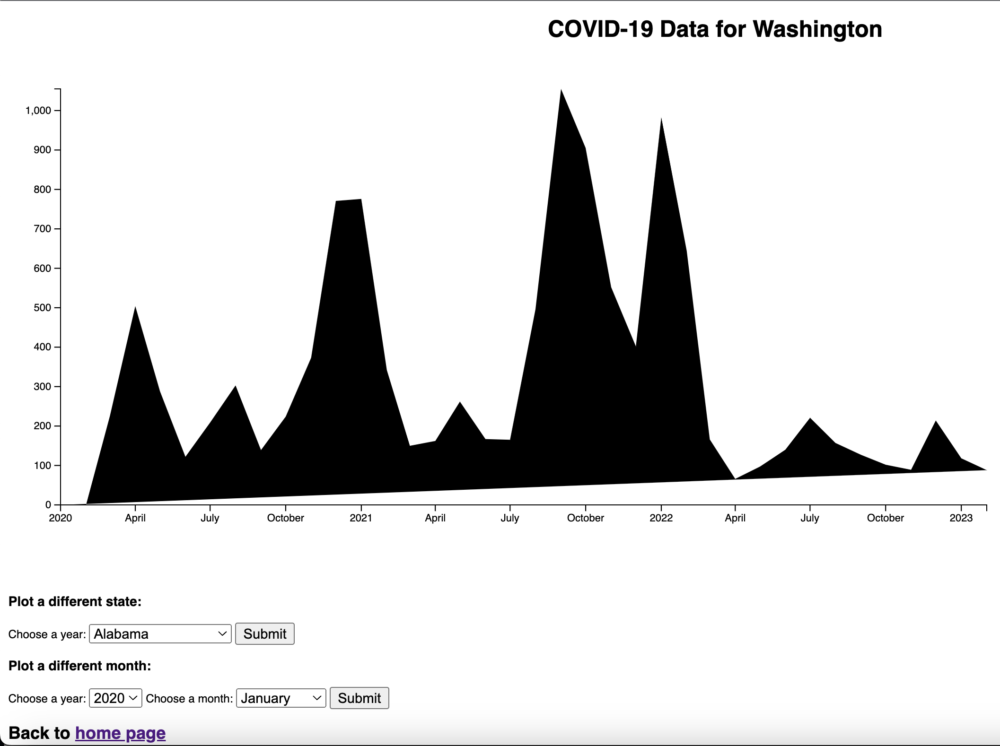 COVID-19 Data for Washington
1,000
900
800
700
600
500
400
300
200
100
0
2020 April July October 2021 April July October 2022 April July October 2023
Plot a different state:
Choose a year: Alabama Submit
Plot a different month:
Choose a year: 2020 Choose a month: January Submit
Back to home page